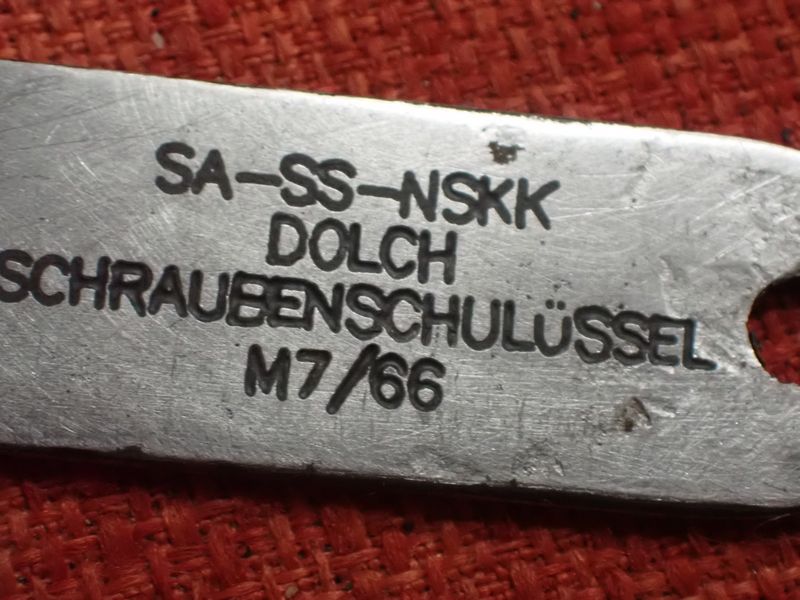 SA-SS-NSKK
DOLCH
SCHRAUBENSCHULÜSSEL
M7/66